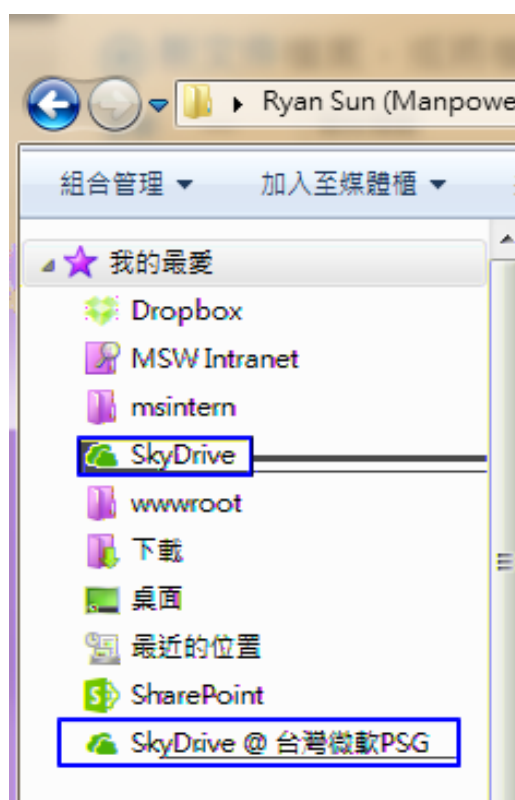 Ryan Sun (Manpowe
組合管理 加入至媒體櫃
我的最愛
Dropbox
MSW Intranet
msintern
SkyDrive
wwwroot
下載
桌面
最近的位置
SharePoint
SkyDrive @ 台灣微軟PSG